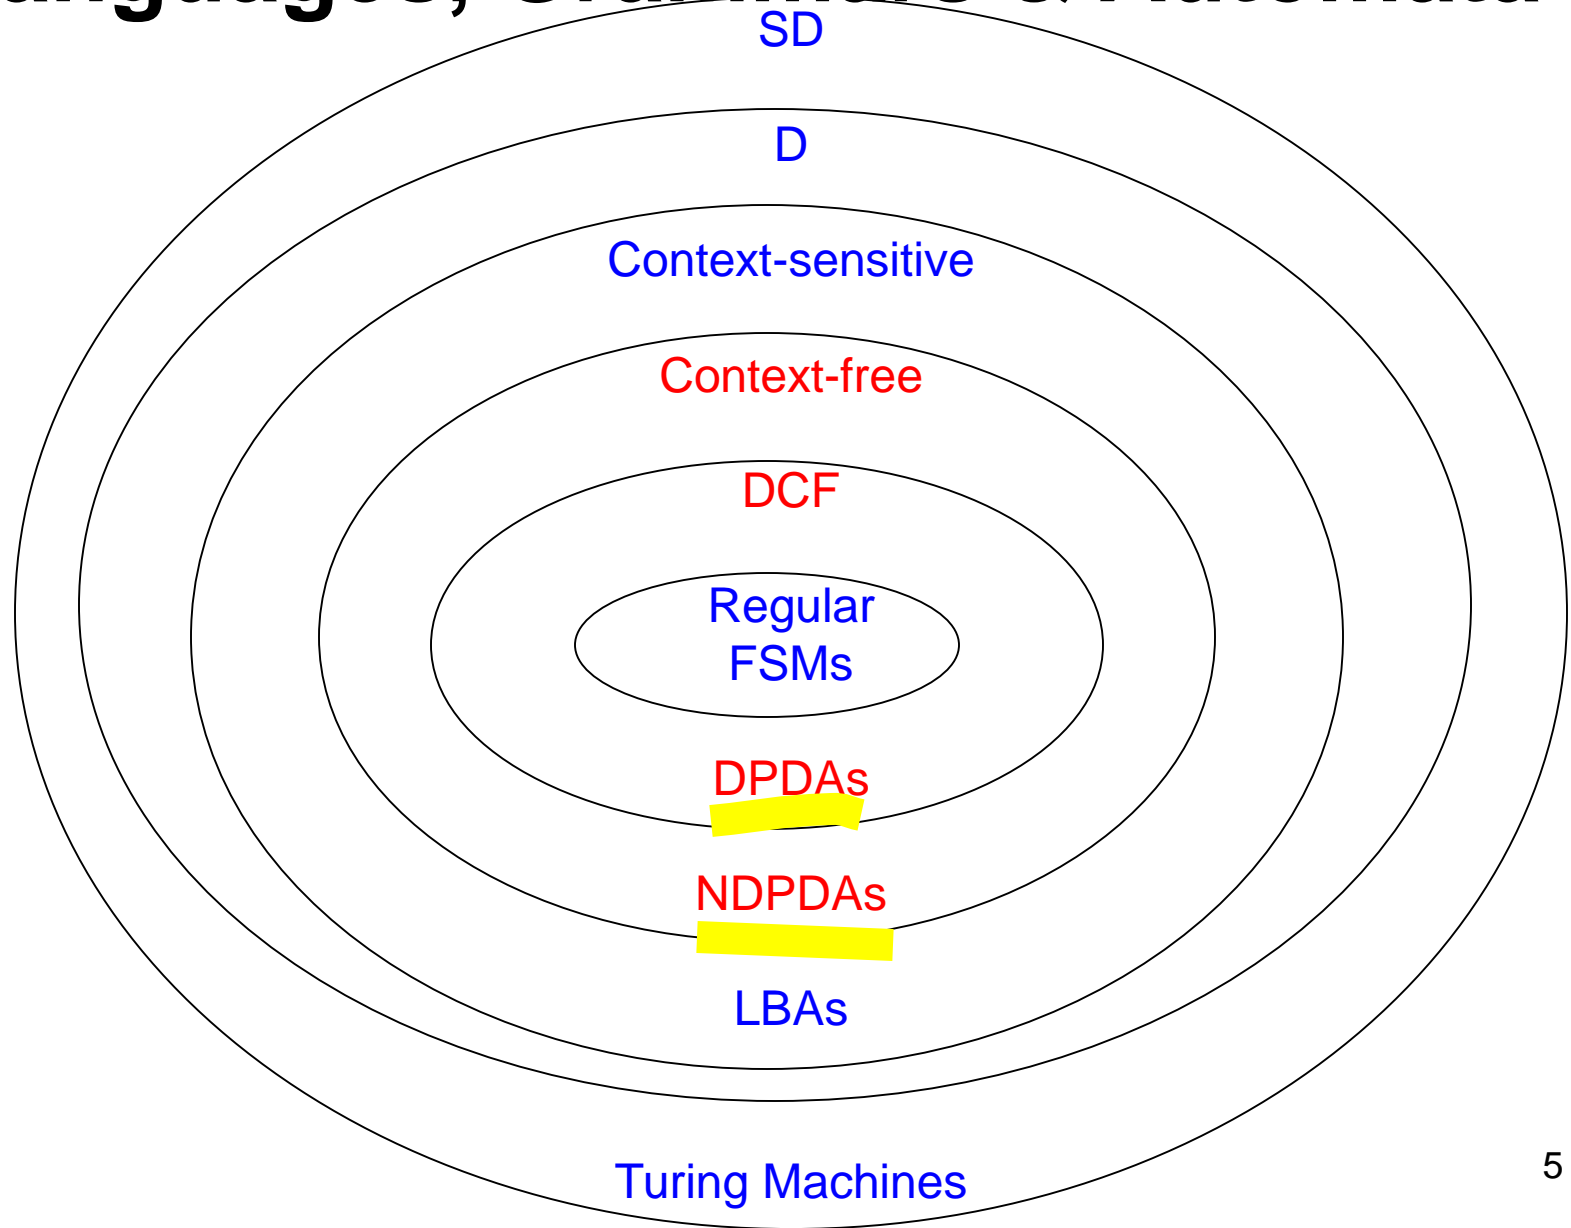 SD
D
Context-sensitive
Context-free
DCF
Regular
FSMs
DPDAs
NDPDAs
LBAs
Turing Machines
5